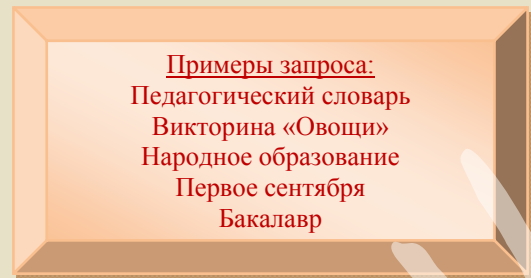 Примеры запроса:
Педагогический словарь
Викторина «Овощи»
Народное образование
Первое сентября
Бакалавр